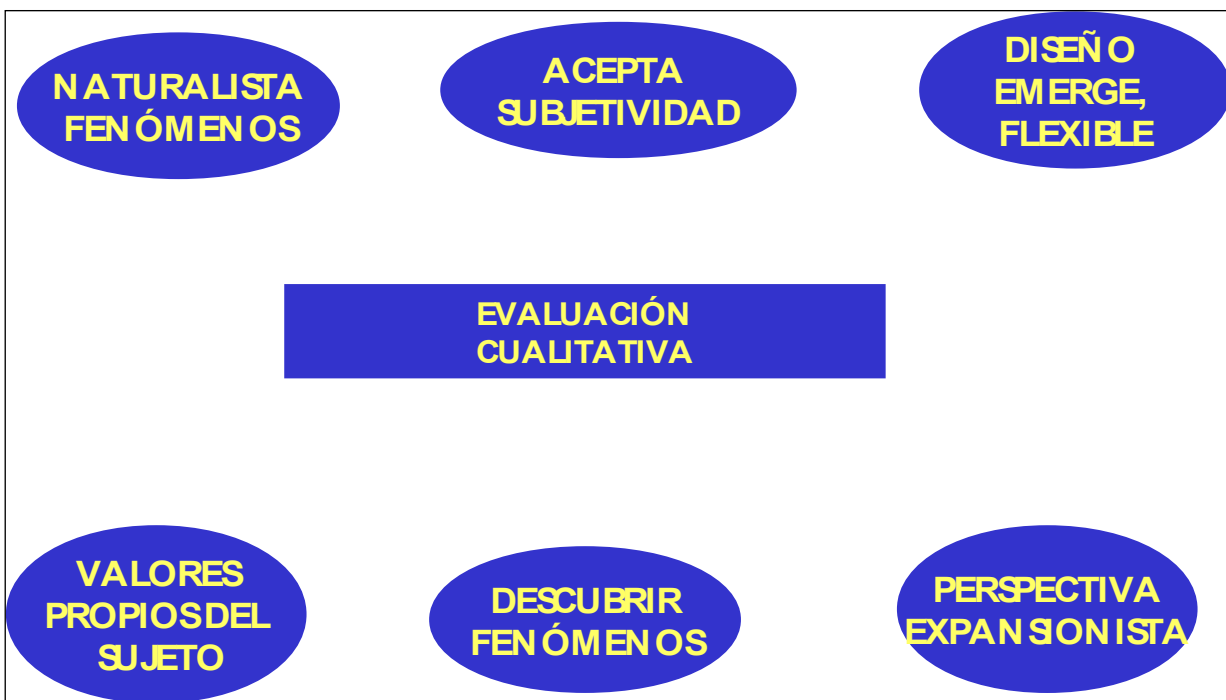 NATURALISTA
FENÓMENOS
ACEPTA
SUBJETIVIDAD
DISEÑO
EMERGE,
FLEXIBLE
EVALUACIÓN
CUALITATIVA
VALORES
PROPIOS DEL
SUJETO
DESCUBRIR
FENÓMENOS
PERSPECTIVA
EXPANSIONISTA